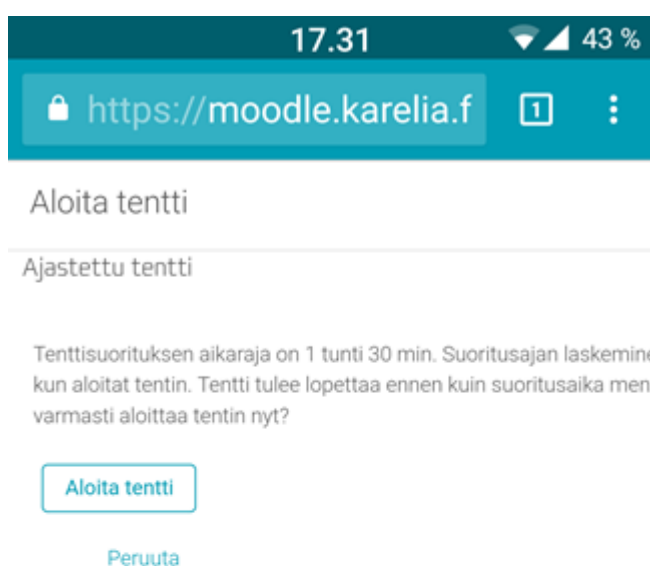 17.31 43 %
https://moodle.karelia.f 1
Aloita tentti
Ajastettu tentti
Tenttisuorituksen aikaraja on 1 tunti 30 min. Suoritusajan laskemine
kun aloitat tentin. Tentti tulee lopettaa ennen kuin suoritusaika men
varmasti aloittaa tentin nyt?
Aloita tentti
Peruuta